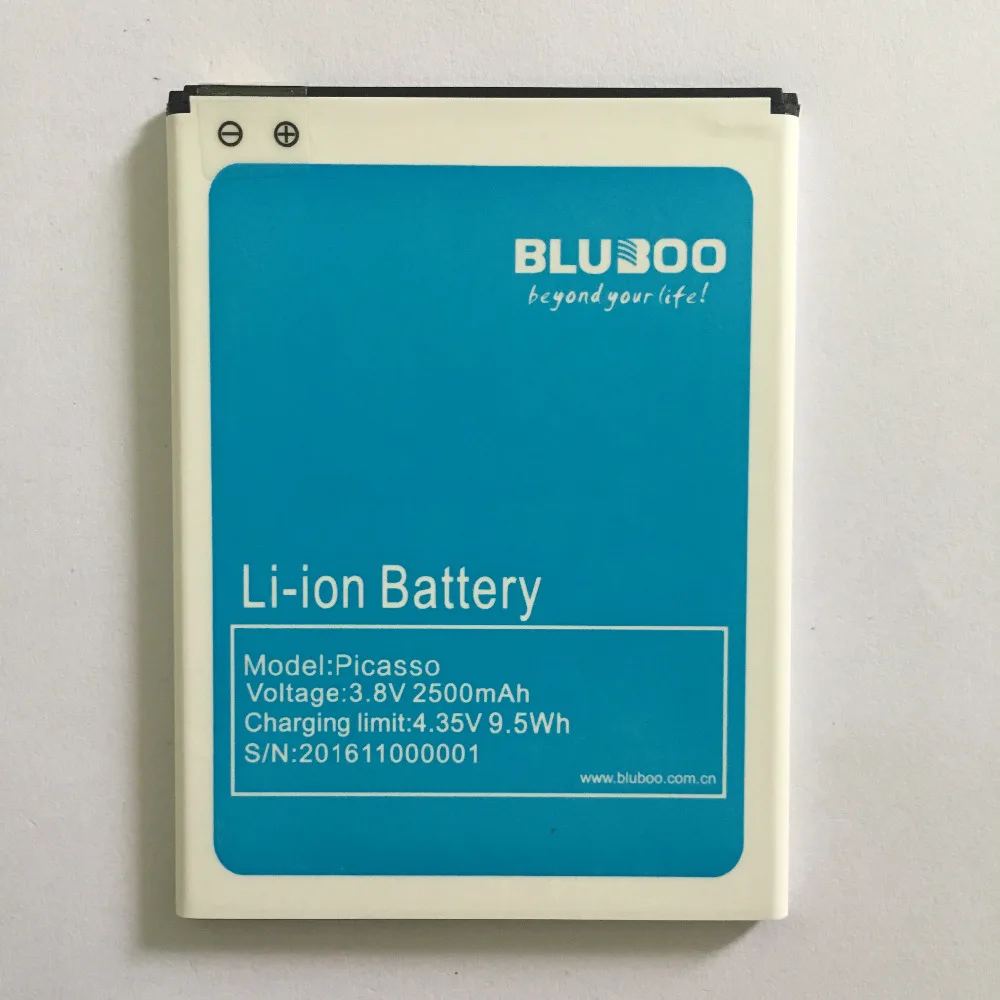 ⊖ ⊕
BLUBOO
beyond your life!
Li-ion Battery
Model:Picasso
Voltage:3.8V 2500mAh
Charging limit:4.35V 9.5Wh
S/N:201611000001
www.bluboo.com.cn